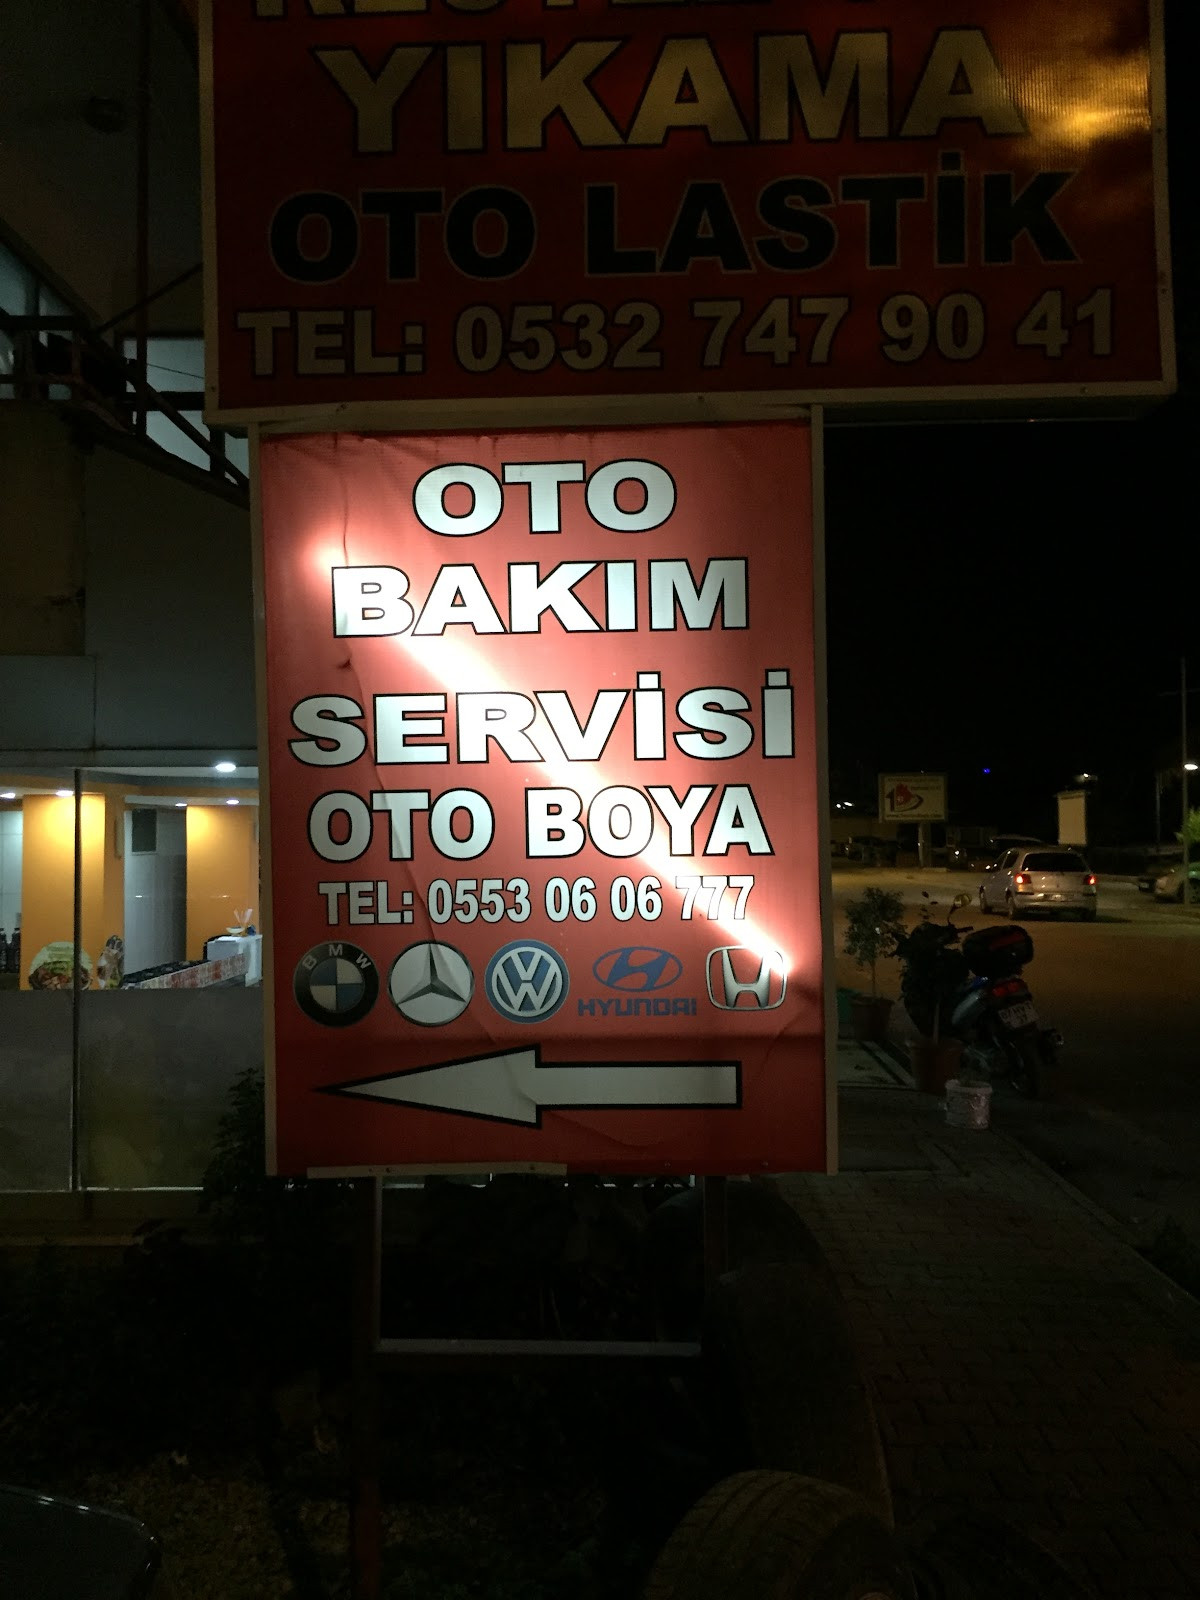 YIKAMA
OTO LASTİK
TEL: 0532 747 90 41
OTO
BAKIM
SERVİSİ
OTO BOYA
TEL: 0553 06 06 777
BMW
HYUNDAI